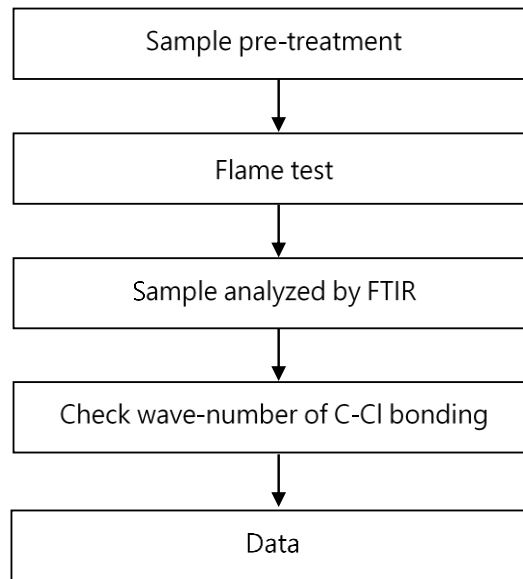 Sample pre-treatment
Flame test
Sample analyzed by FTIR
Check wave-number of C-Cl bonding
Data